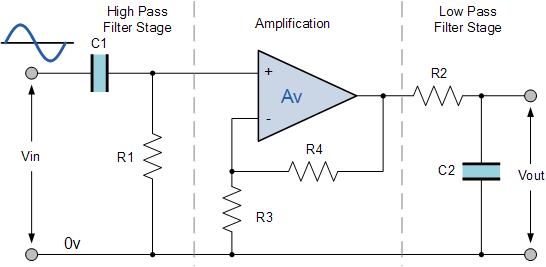 High Pass
Filter Stage
Amplification
Low Pass
Filter Stage
C1
R2
+
Av
-
R4
Vin
R1
C2
Vout
R3
0v